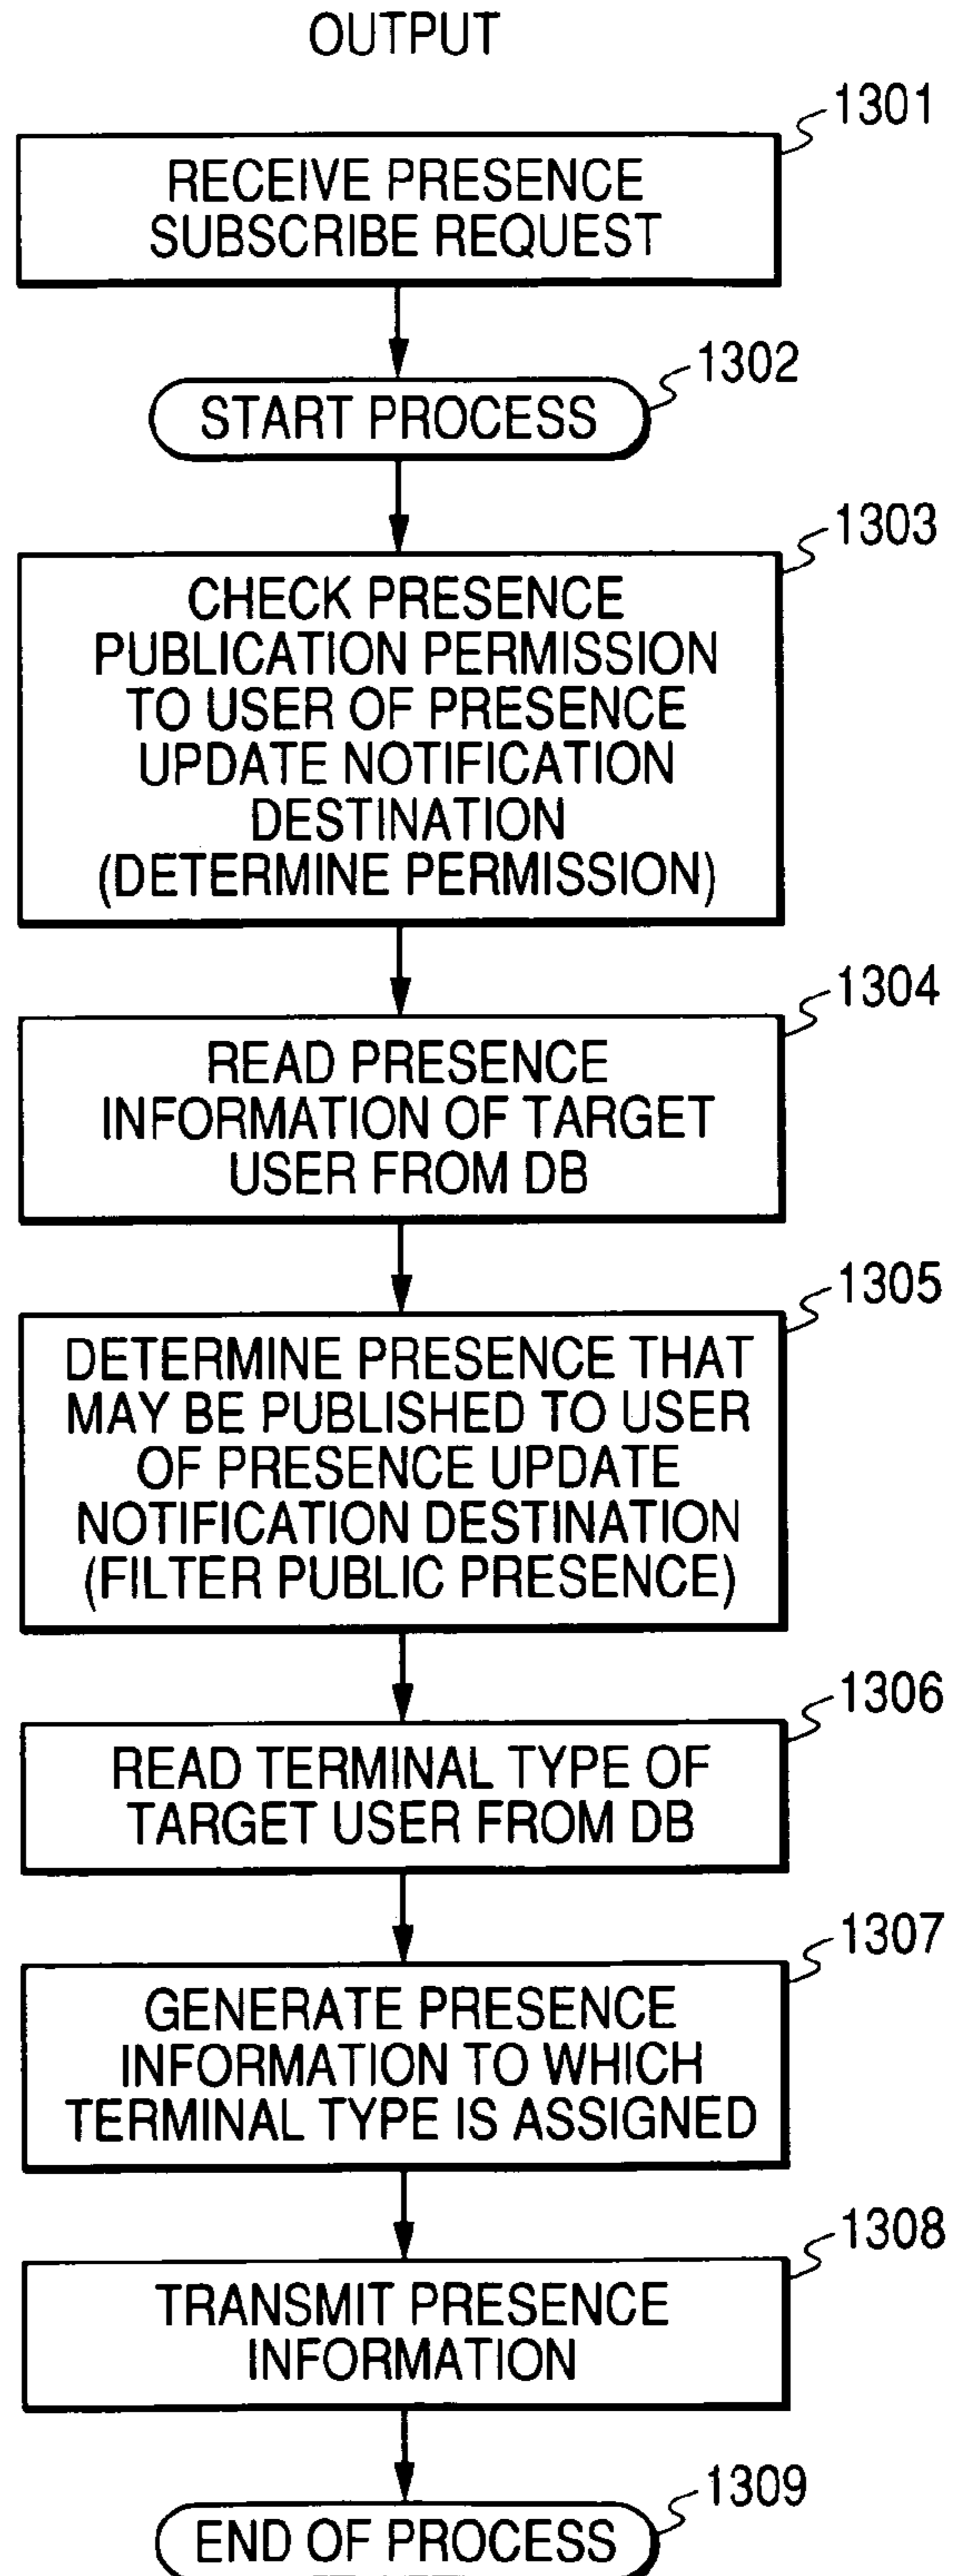 OUTPUT
1301
RECEIVE PRESENCE
SUBSCRIBE REQUEST
1302
START PROCESS
1303
CHECK PRESENCE
PUBLICATION PERMISSION
TO USER OF PRESENCE
UPDATE NOTIFICATION
DESTINATION
(DETERMINE PERMISSION)
1304
READ PRESENCE
INFORMATION OF TARGET
USER FROM DB
1305
DETERMINE PRESENCE THAT
MAY BE PUBLISHED TO USER
OF PRESENCE UPDATE
NOTIFICATION DESTINATION
(FILTER PUBLIC PRESENCE)
1306
READ TERMINAL TYPE OF
TARGET USER FROM DB
1307
GENERATE PRESENCE
INFORMATION TO WHICH
TERMINAL TYPE IS ASSIGNED
1308
TRANSMIT PRESENCE
INFORMATION
1309
END OF PROCESS